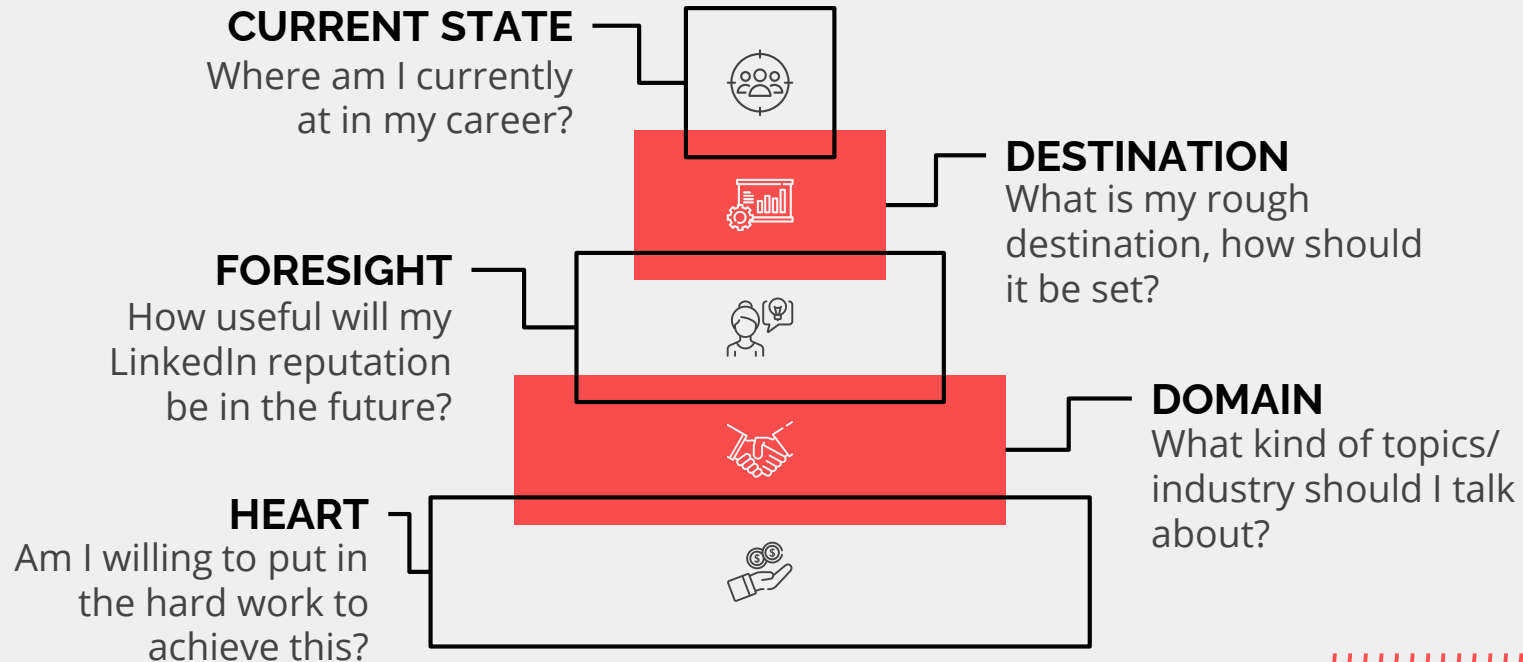 CURRENT STATE
Where am I currently
at in my career?
DESTINATION
What is my rough
destination, how should
it be set?
FORESIGHT
How useful will my
LinkedIn reputation
be in the future?
DOMAIN
What kind of topics/
industry should I talk
about?
HEART
Am I willing to put in
the hard work to
achieve this?